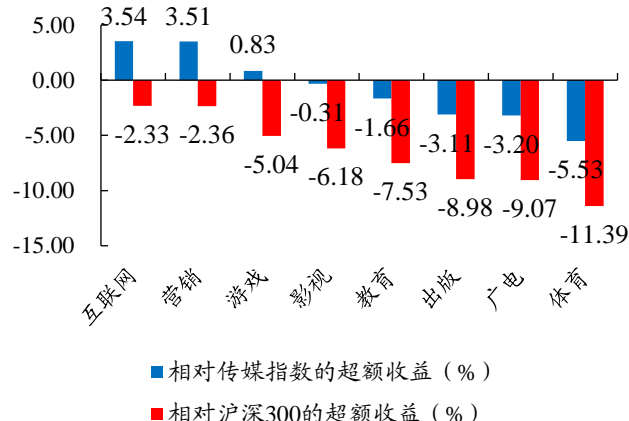 5.00
0.00
-5.00
-10.00
-15.00
3.54
3.51
0.83
-0.31
-1.66
-3.11
-3.20
-5.53
-2.33
-2.36
-5.04
-6.18
-7.53
-8.98
-9.07
-11.39
互联网
营销
游戏
影视
教育
出版
广电
体育
相对传媒指数的超额收益（%）
相对沪深300的超额收益（%）